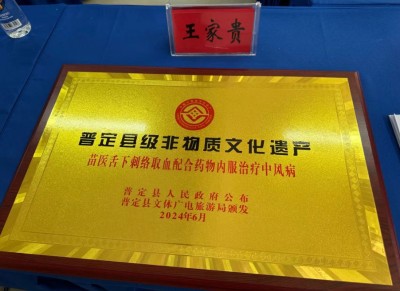 王家贵
普定县级非物质文化遗产
苗医舌下刺络取血配合药物内服治疗中风病
普定县人民政府公布
普定县文体广电旅游局颁发
2024年6月